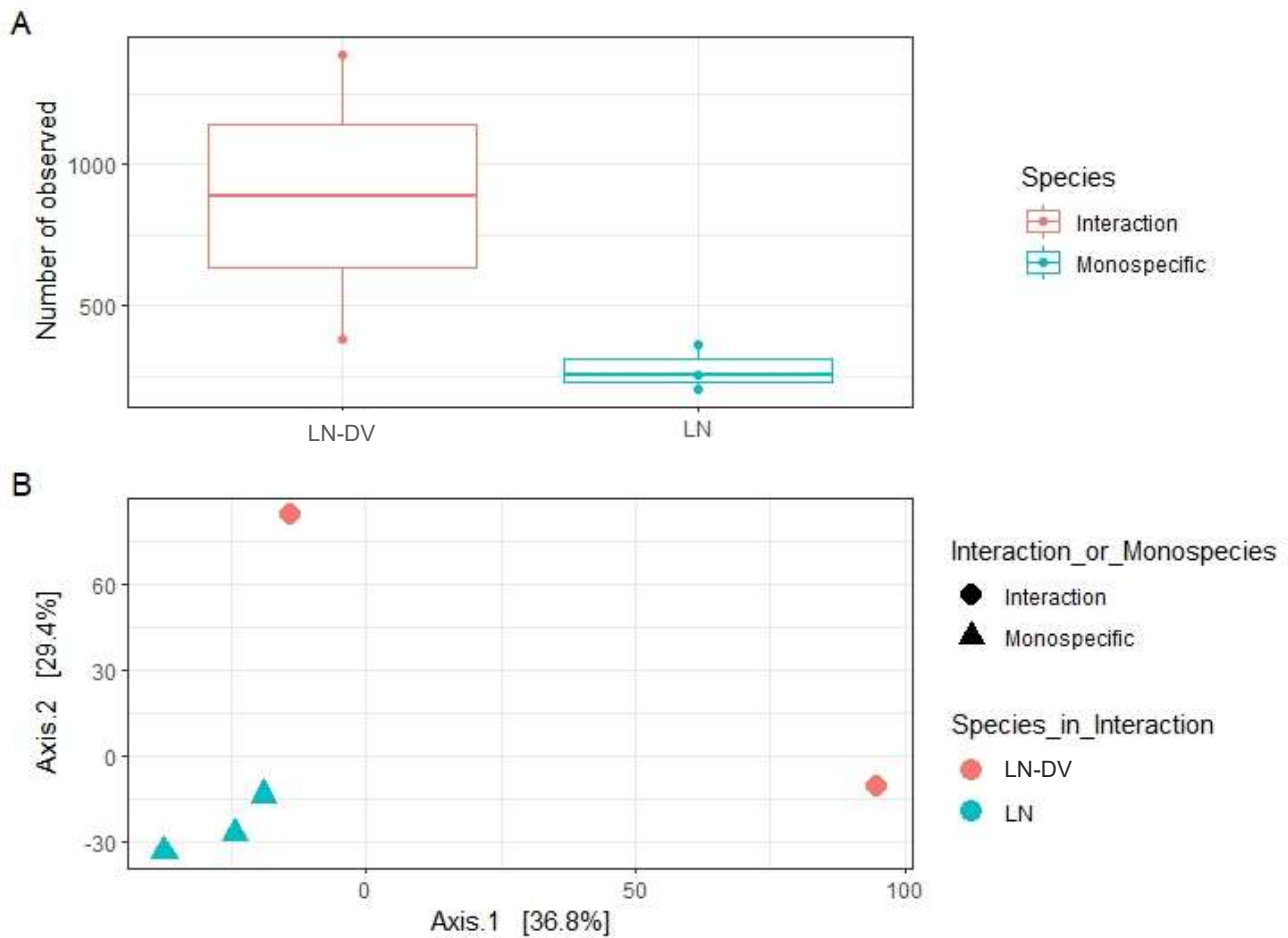 A
Number of observed
1000
500
LN-DV
LN
Species
Interaction
Monospecific
B
Axis.2 [29.4%]
60
30
0
-30
0
50
100
Axis.1 [36.8%]
Interaction_or_Monospecies
Interaction
Monospecific
Species_in_Interaction
LN-DV
LN